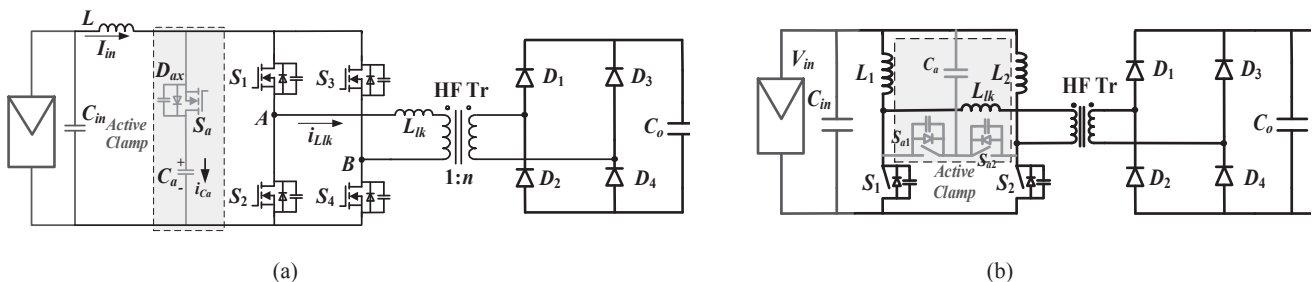 L
I_in
C_in
D_ax
S_a
Active
Clamp
C_a
+
-
i_Ca
S_1
S_3
A
i_Llk
B
S_2
S_4
L_lk
HF Tr
1:n
D_1
D_3
D_2
D_4
C_o
(a)
V_in
C_in
L_1
C_a
L_2
L_lk
S_a1
S_a2
Active
Clamp
S_1
S_2
HF Tr
D_1
D_3
D_2
D_4
C_o
(b)